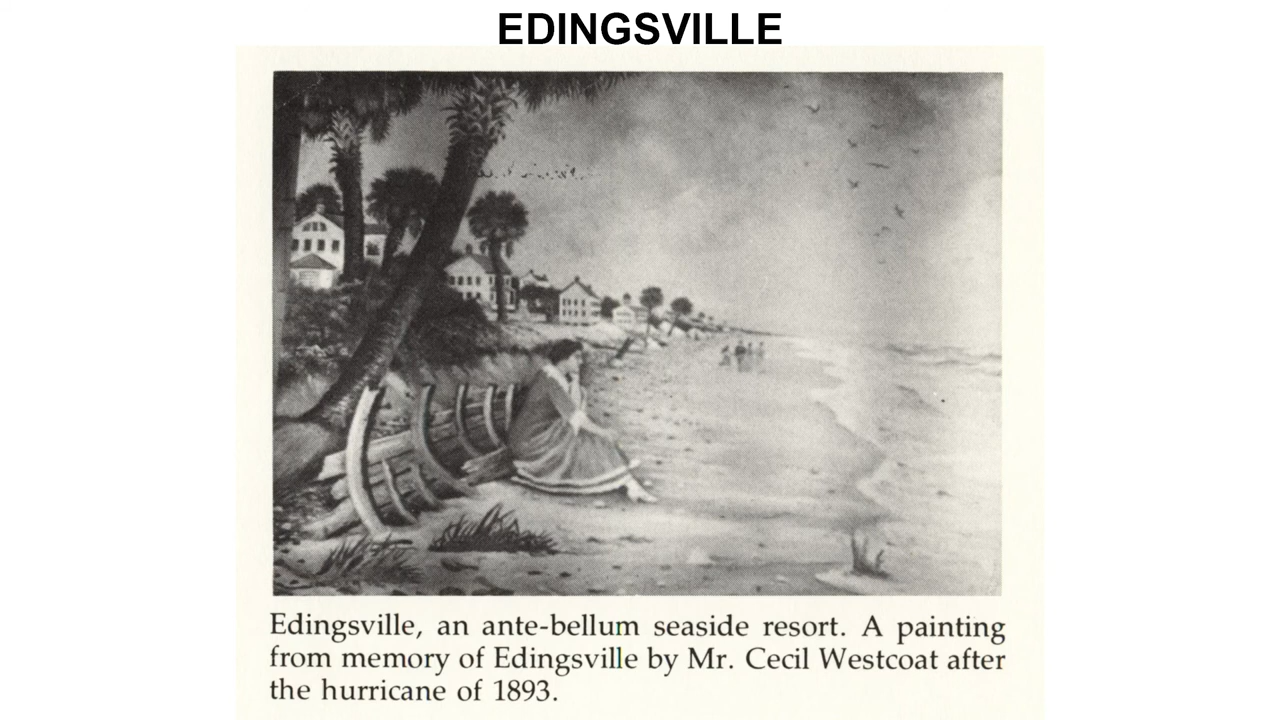 EDINGSVILLE
Edingsville, an ante-bellum seaside resort. A painting
from memory of Edingsville by Mr. Cecil Westcoat after
the hurricane of 1893.